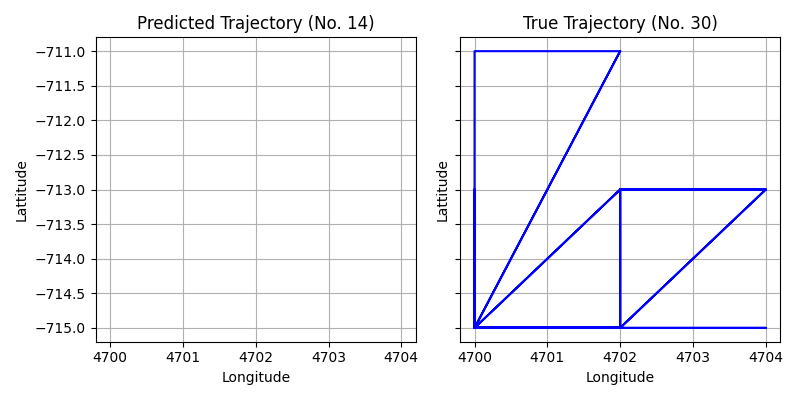 Predicted Trajectory (No. 14)
True Trajectory (No. 30)
−711.0
−711.5
−712.0
−712.5
−713.0
−713.5
−714.0
−714.5
−715.0
Lattitude
Lattitude
4700 4701 4702 4703 4704
4700 4701 4702 4703 4704
Longitude
Longitude